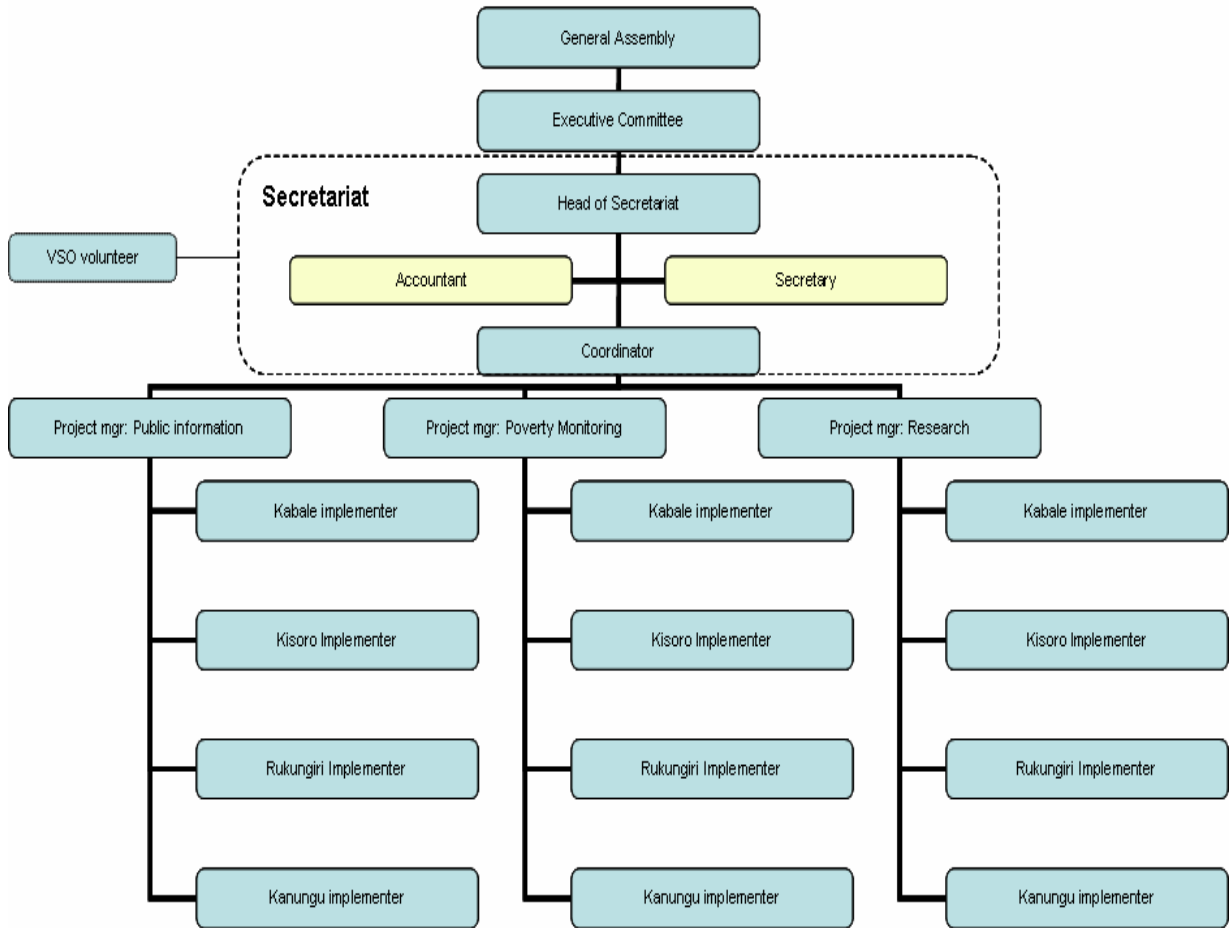 General Assembly
Executive Committee
Secretariat
Head of Secretariat
VSO volunteer
Accountant
Secretary
Coordinator
Project mgr: Public information
Project mgr: Poverty Monitoring
Project mgr: Research
Kabale implementer
Kabale implementer
Kabale implementer
Kisoro Implementer
Kisoro Implementer
Kisoro Implementer
Rukungiri Implementer
Rukungiri Implementer
Rukungiri Implementer
Kanungu implementer
Kanungu implementer
Kanungu implementer